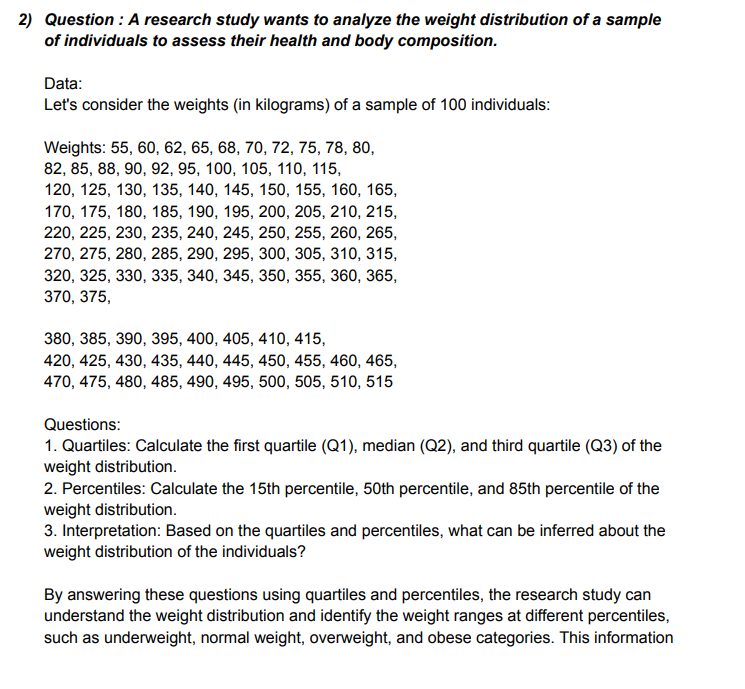 2) Question : A research study wants to analyze the weight distribution of a sample
of individuals to assess their health and body composition.
Data:
Let's consider the weights (in kilograms) of a sample of 100 individuals:
Weights: 55, 60, 62, 65, 68, 70, 72, 75, 78, 80,
82, 85, 88, 90, 92, 95, 100, 105, 110, 115,
120, 125, 130, 135, 140, 145, 150, 155, 160, 165,
170, 175, 180, 185, 190, 195, 200, 205, 210, 215,
220, 225, 230, 235, 240, 245, 250, 255, 260, 265,
270, 275, 280, 285, 290, 295, 300, 305, 310, 315,
320, 325, 330, 335, 340, 345, 350, 355, 360, 365,
370, 375,
380, 385, 390, 395, 400, 405, 410, 415,
420, 425, 430, 435, 440, 445, 450, 455, 460, 465,
470, 475, 480, 485, 490, 495, 500, 505, 510, 515
Questions:
1. Quartiles: Calculate the first quartile (Q1), median (Q2), and third quartile (Q3) of the
weight distribution.
2. Percentiles: Calculate the 15th percentile, 50th percentile, and 85th percentile of the
weight distribution.
3. Interpretation: Based on the quartiles and percentiles, what can be inferred about the
weight distribution of the individuals?
By answering these questions using quartiles and percentiles, the research study can
understand the weight distribution and identify the weight ranges at different percentiles,
such as underweight, normal weight, overweight, and obese categories. This information